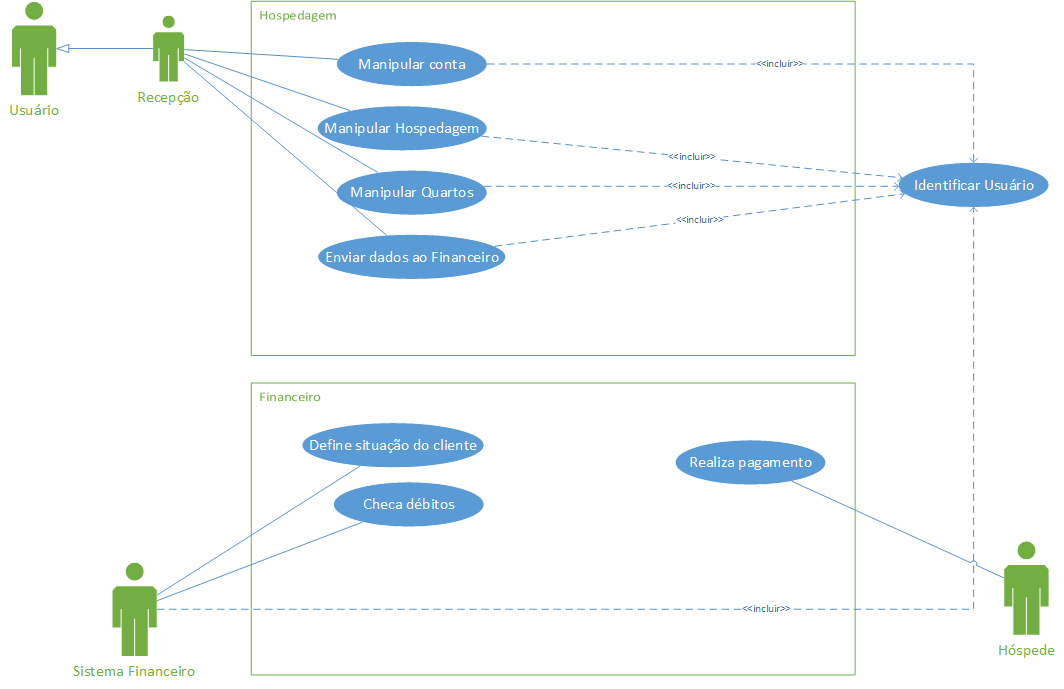 Hospedagem
Usuário
Recepção
Manipular conta
<<incluir>>
Manipular Hospedagem
<<incluir>>
Manipular Quartos
<<incluir>>
Identificar Usuário
<<incluir>>
Enviar dados ao Financeiro
Financeiro
Define situação do cliente
Realiza pagamento
Checa débitos
<<incluir>>
Sistema Financeiro
Hóspede